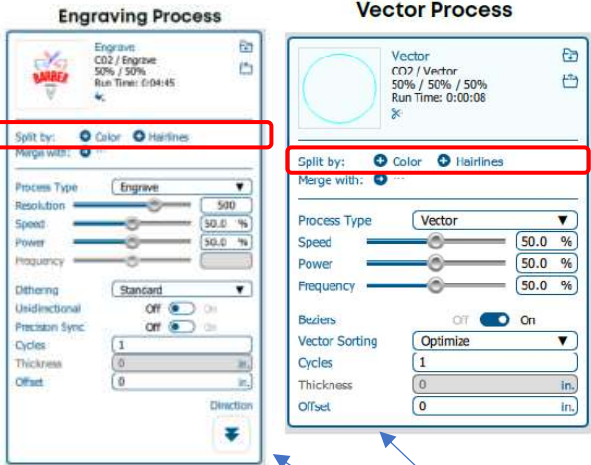 Engraving Process
Engrave
CO2 / Engrave
50% / 50%
Run Time: 0:04:45
BARBER
Split by: Color Hairlines
Merge with: ...
Process Type Engrave
Resolution 500
Speed 50.0 %
Power 50.0 %
Frequency
Dithering Standard
Unidirectional Off On
Precision Sync Off On
Cycles 1
Thickness 0 in.
Offset 0 in.
Direction
Vector Process
Vector
CO2 / Vector
50% / 50% / 50%
Run Time: 0:00:08
Split by: Color Hairlines
Merge with: ...
Process Type Vector
Speed 50.0 %
Power 50.0 %
Frequency 50.0 %
Beziers Off On
Vector Sorting Optimize
Cycles 1
Thickness 0 in.
Offset 0 in.